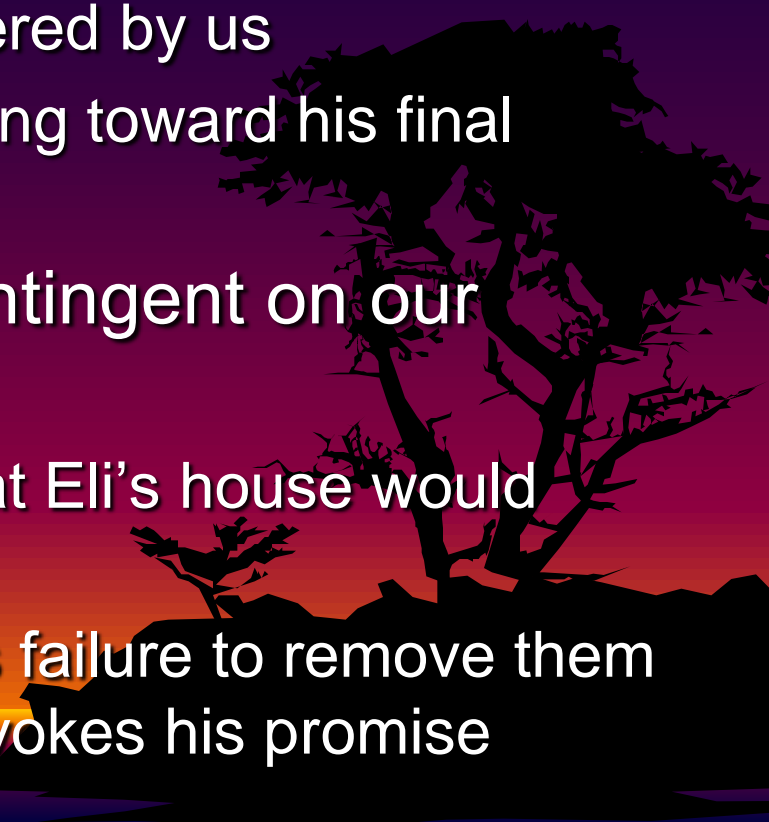 ered by us
ng toward his final
ntingent on our
at Eli’s house would
s failure to remove them
vokes his promise